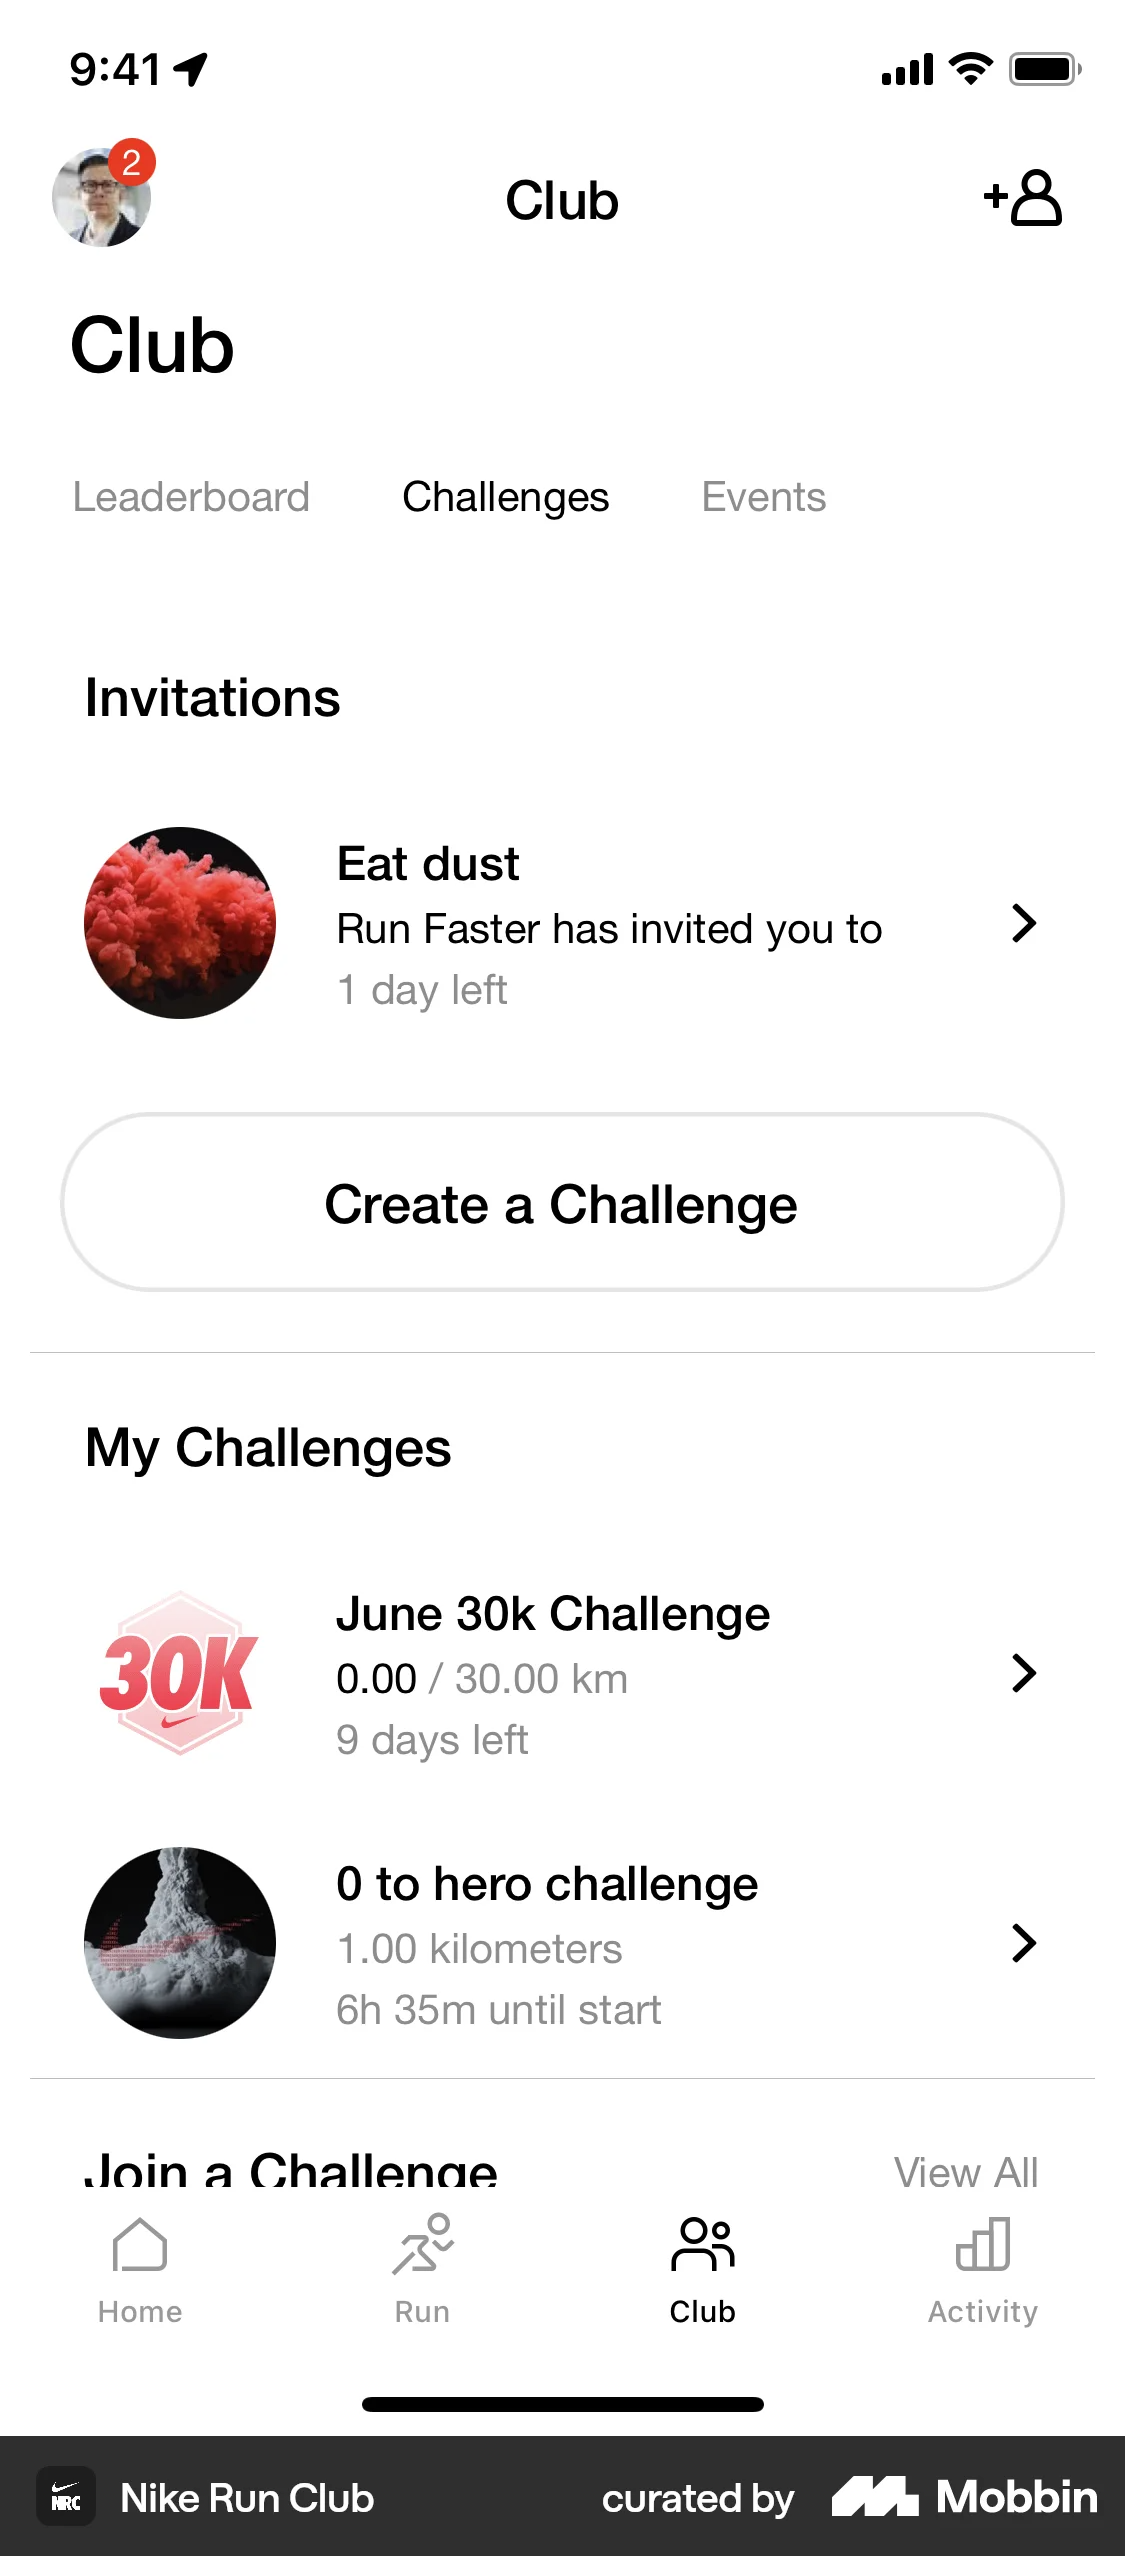 9:41
2
Club
Club
Leaderboard Challenges Events
Invitations
Eat dust
Run Faster has invited you to
1 day left
Create a Challenge
My Challenges
30K
June 30k Challenge
0.00 / 30.00 km
9 days left
0 to hero challenge
1.00 kilometers
6h 35m until start
Join a Challenge View All
Home Run Club Activity
NRC Nike Run Club curated by Mobbin